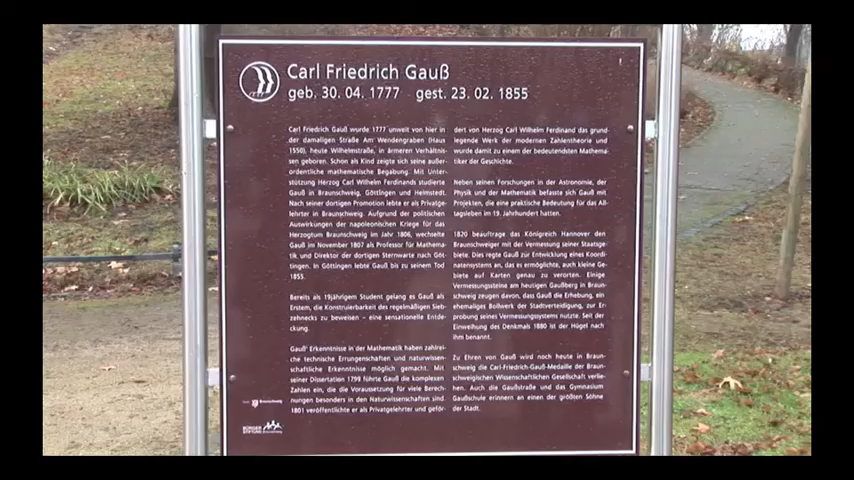 Carl Friedrich Gauß
geb. 30. 04. 1777 gest. 23. 02. 1855
Carl Friedrich Gauß wurde 1777 unweit von hier in
der damaligen Straße Am Wendengraben (Haus
1550), heute Wilhelmstraße, in ärmeren Verhältnis-
sen geboren. Schon als Kind zeigte sich seine außer-
ordentliche mathematische Begabung. Mit Unter-
stützung Herzog Carl Wilhelm Ferdinands studierte
Gauß in Braunschweig, Göttingen und Helmstedt.
Nach seiner dortigen Promotion lebte er als Privatge-
lehrter in Braunschweig. Aufgrund der politischen
Auswirkungen der napoleonischen Kriege für das
Herzogtum Braunschweig im Jahr 1806, wechselte
Gauß im November 1807 als Professor für Mathema-
tik und Direktor der dortigen Sternwarte nach Göt-
tingen. In Göttingen lebte Gauß bis zu seinem Tod
1855.
Bereits als 19jährigem Student gelang es Gauß als
Erstem, die Konstruierbarkeit des regelmäßigen Sieb-
zehnecks zu beweisen – eine sensationelle Entde-
ckung.
Gauß' Erkenntnisse in der Mathematik haben zahlrei-
che technische Errungenschaften und naturwissen-
schaftliche Erkenntnisse möglich gemacht. Mit
seiner Dissertation 1799 führte Gauß die komplexen
Zahlen ein, die die Voraussetzung für viele Berech-
nungen besonders in den Naturwissenschaften sind.
1801 veröffentlichte er als Privatgelehrter und geför-
dert von Herzog Carl Wilhelm Ferdinand das grund-
legende Werk der modernen Zahlentheorie und
wurde damit zu einem der bedeutendsten Mathema-
tiker der Geschichte.
Neben seinen Forschungen in der Astronomie, der
Physik und der Mathematik befasste sich Gauß mit
Projekten, die eine praktische Bedeutung für das All-
tagsleben im 19. Jahrhundert hatten.
1820 beauftragte das Königreich Hannover den
Braunschweiger mit der Vermessung seiner Staatsge-
biete. Dies regte Gauß zur Entwicklung eines Koordi-
natensystems an, das es ermöglichte, auch kleine Ge-
biete auf Karten genau zu verorten. Einige
Vermessungssteine am heutigen Gaußberg in Braun-
schweig zeugen davon, dass Gauß die Erhebung, ein
ehemaliges Bollwerk der Stadtverteidigung, zur Er-
probung seines Vermessungssystems nutzte. Seit der
Einweihung des Denkmals 1880 ist der Hügel nach
ihm benannt.
Zu Ehren von Gauß wird noch heute in Braun-
schweig die Carl-Friedrich-Gauß-Medaille der Braun-
schweigischen Wissenschaftlichen Gesellschaft verlie-
hen. Auch die Gaußstraße und das Gymnasium
Gaußschule erinnern an einen der größten Söhne
der Stadt.
Braunschweig
BÜRGER
STIFTUNG